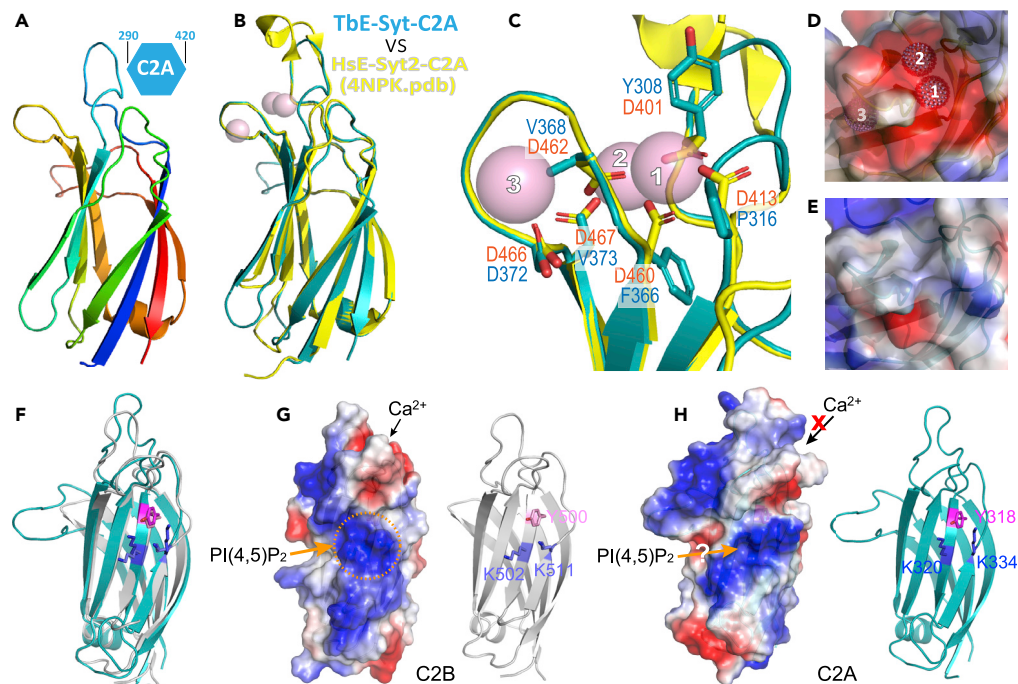 A
290
420
C2A
B
TbE-Syt-C2A
VS
HsE-Syt2-C2A
(4NPK.pdb)
C
Y308
D401
V368
D462
2
1
3
D413
P316
D466
D372
D467
V373
D460
F366
D
2
1
3
E
F
G
Ca2+
PI(4,5)P2
C2B
Y500
K502
K511
H
X
Ca2+
PI(4,5)P2
?
C2A
Y318
K320
K334